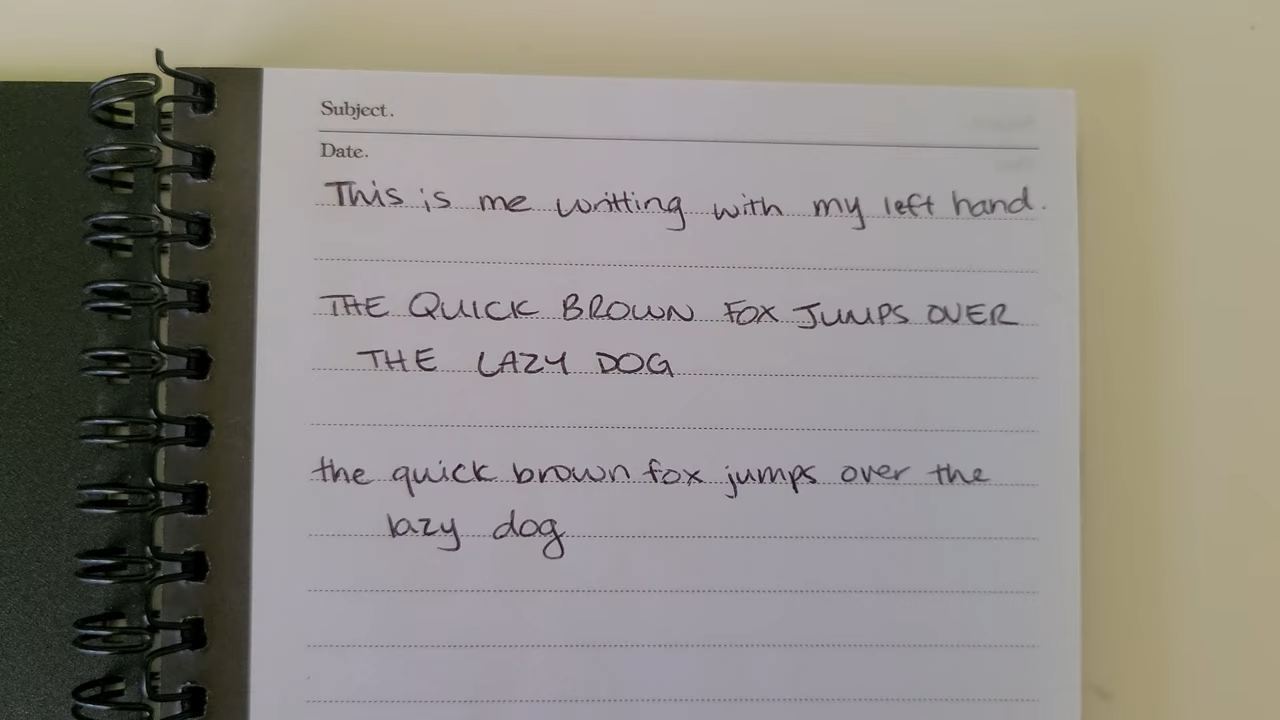 Subject.
Date.
This is me writting with my left hand.
THE QUICK BROWN FOX JUMPS OVER
THE LAZY DOG
the quick brown fox jumps over the
lazy dog